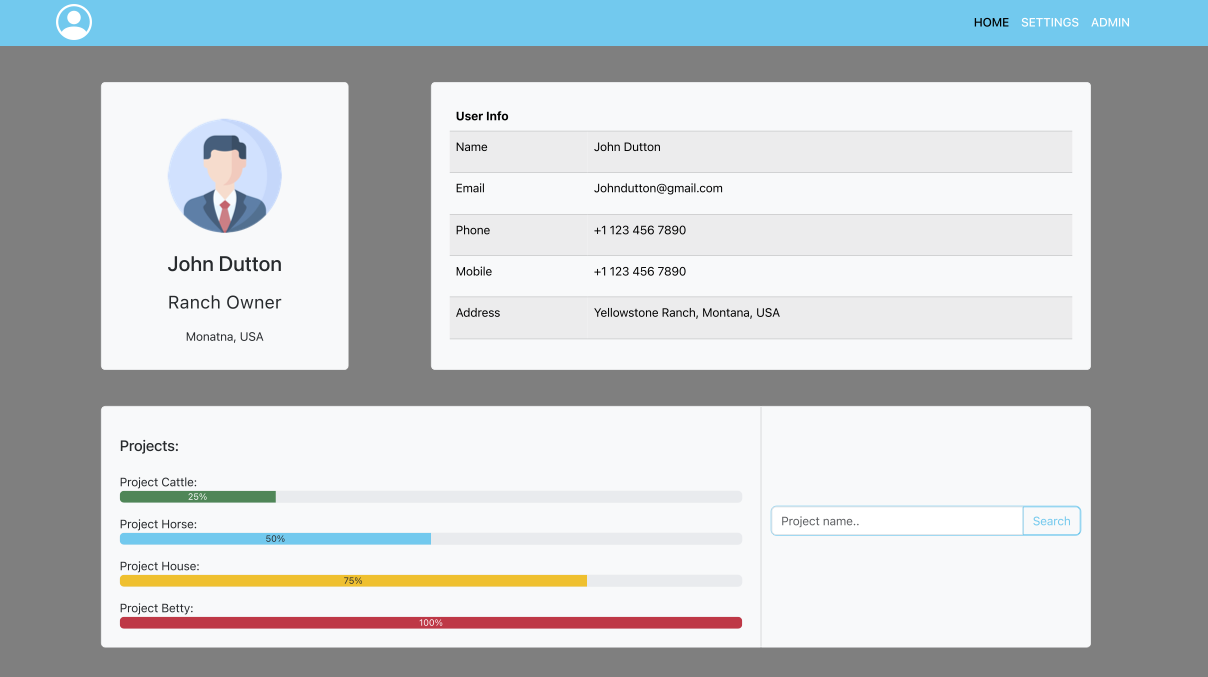 HOME SETTINGS ADMIN
John Dutton
Ranch Owner
Monatna, USA
User Info
Name John Dutton
Email Johndutton@gmail.com
Phone +1 123 456 7890
Mobile +1 123 456 7890
Address Yellowstone Ranch, Montana, USA
Projects:
Project Cattle:
25%
Project Horse:
50%
Project House:
75%
Project Betty:
100%
Project name.. Search